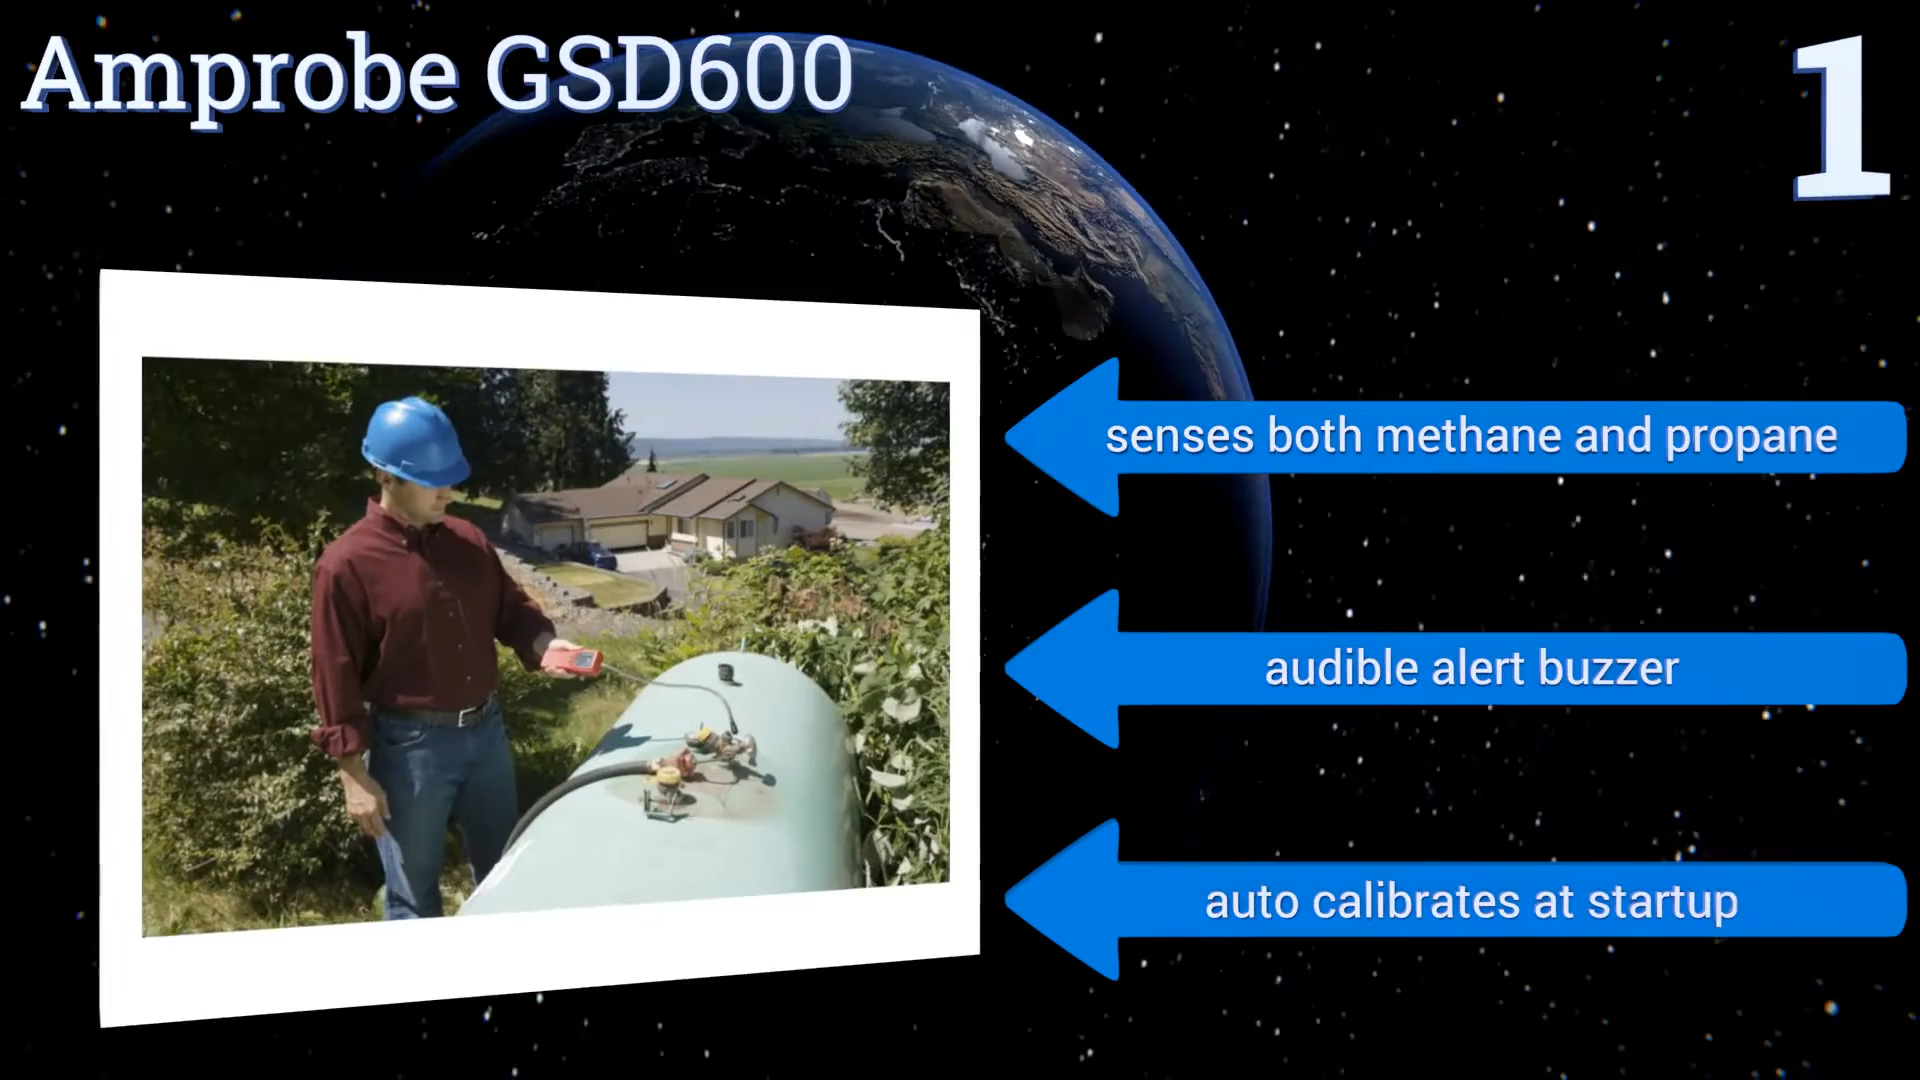 Amprobe GSD600
1
senses both methane and propane
audible alert buzzer
auto calibrates at startup